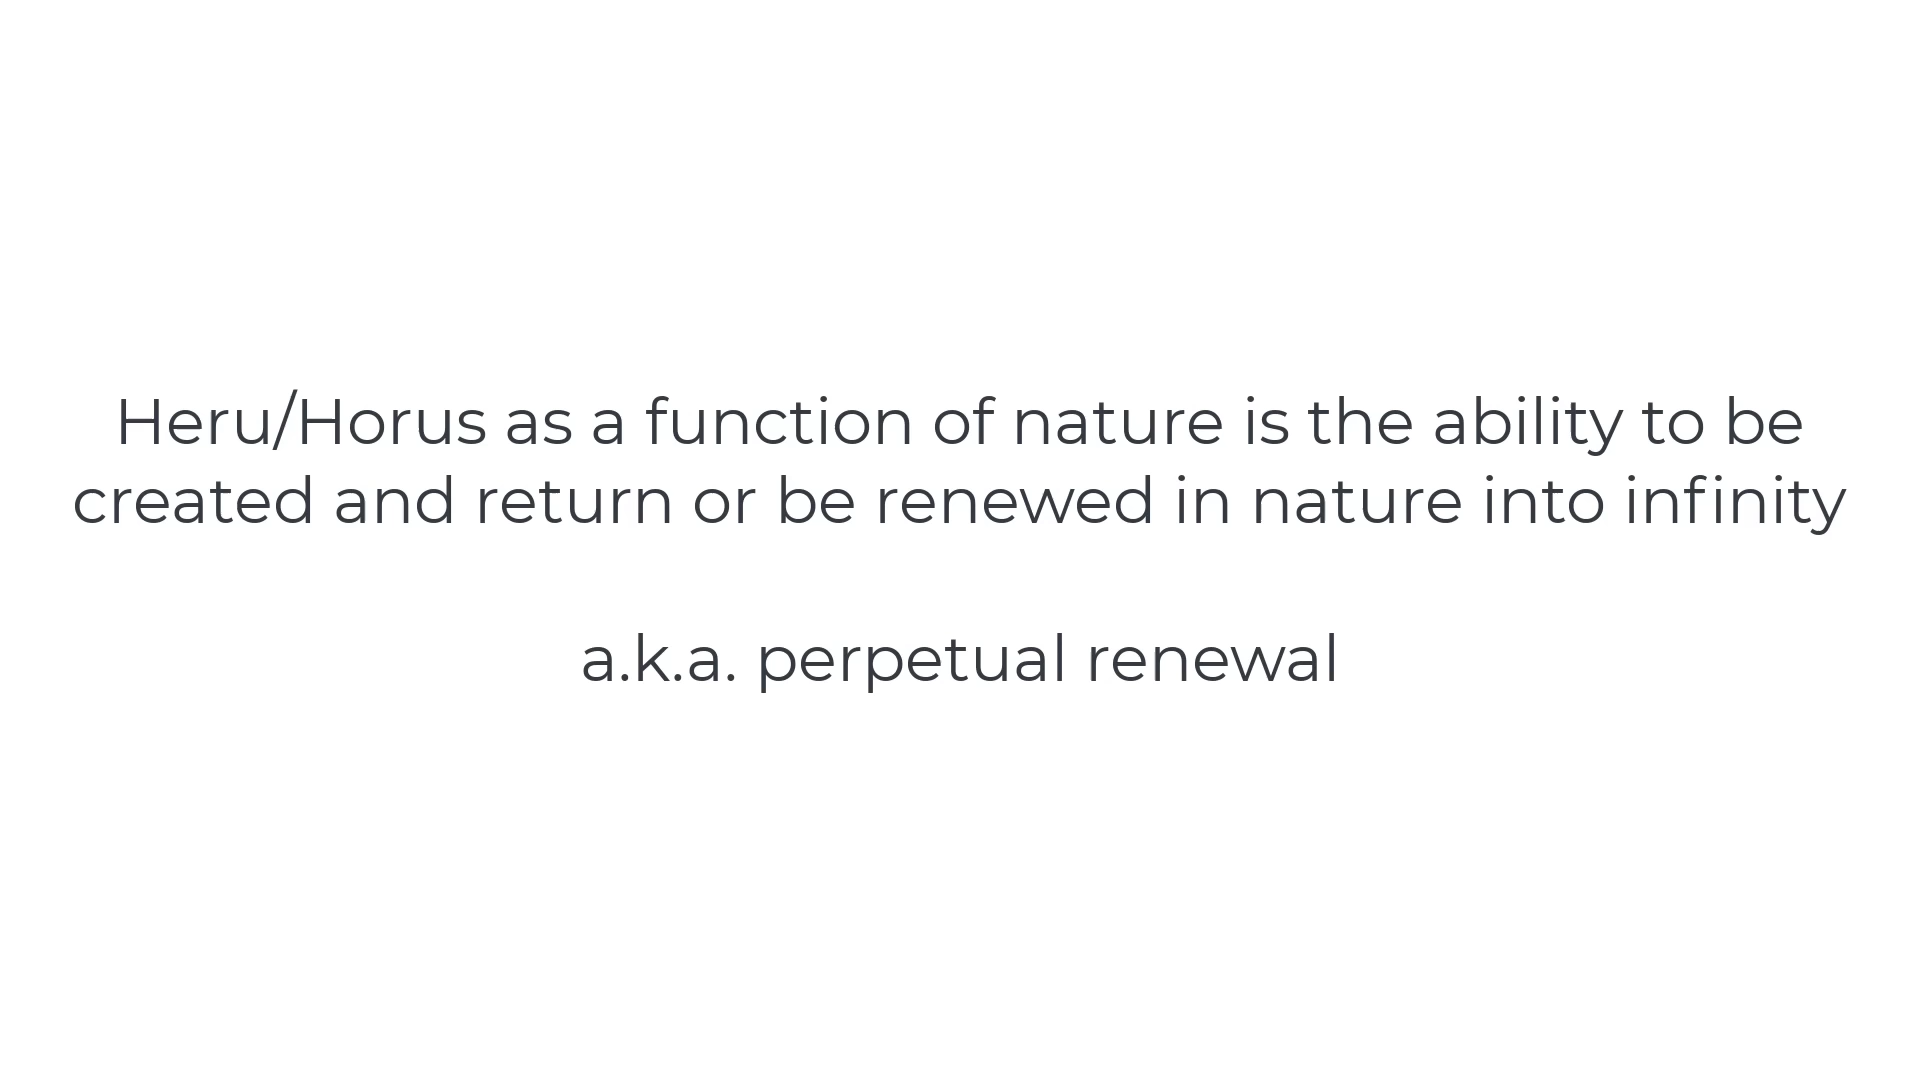 Heru/Horus as a function of nature is the ability to be
created and return or be renewed in nature into infinity
a.k.a. perpetual renewal